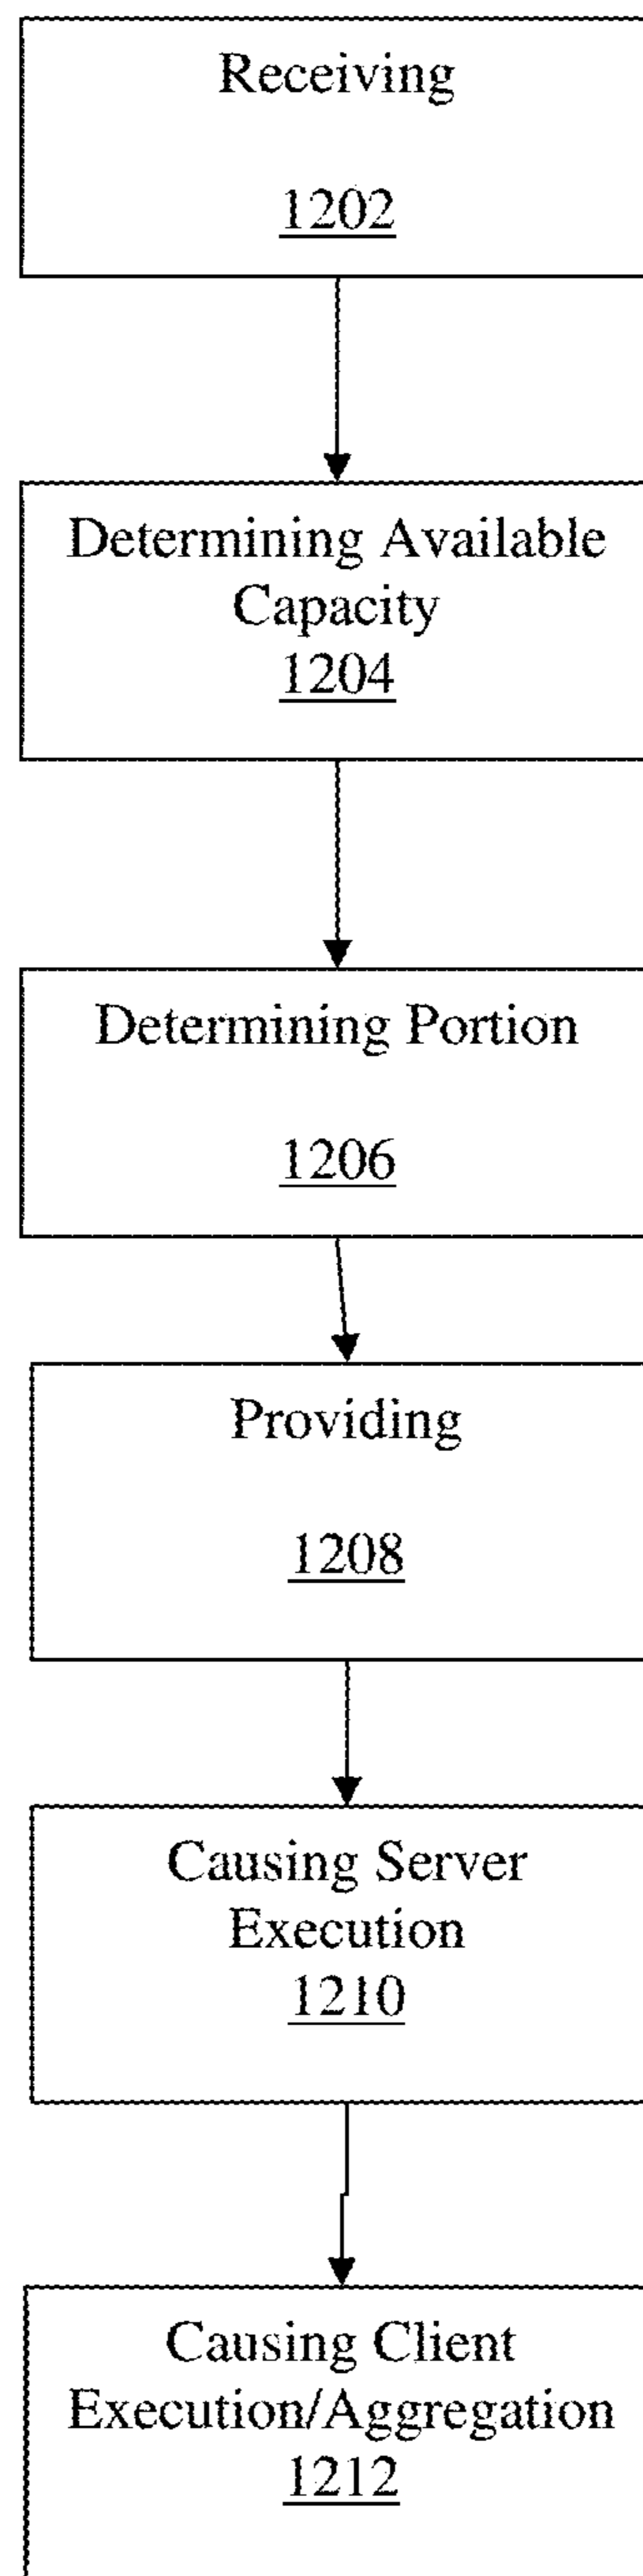 Receiving
1202
Determining Available
Capacity
1204
Determining Portion
1206
Providing
1208
Causing Server
Execution
1210
Causing Client
Execution/Aggregation
1212